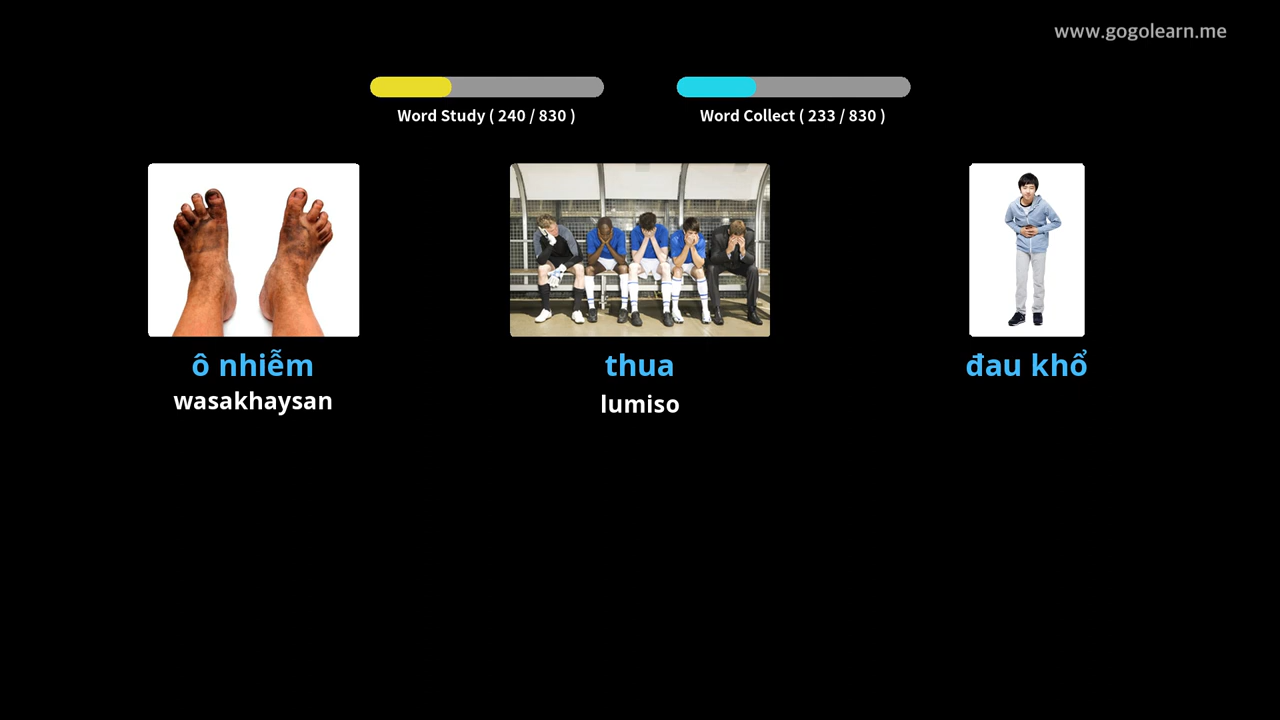 www.gogolearn.me
Word Study ( 240 / 830 )
Word Collect ( 233 / 830 )
ô nhiễm
wasakhaysan
thua
lumiso
đau khổ